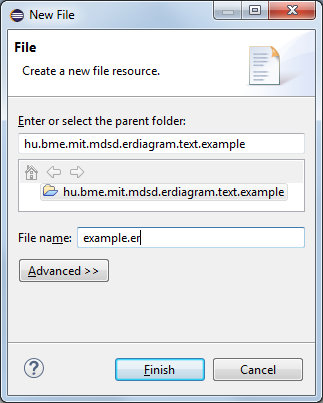 New File
File
Create a new file resource.
Enter or select the parent folder:
hu.bme.mit.mdsd.erdiagram.text.example
hu.bme.mit.mdsd.erdiagram.text.example
File name: example.er
Advanced >>
? Finish Cancel